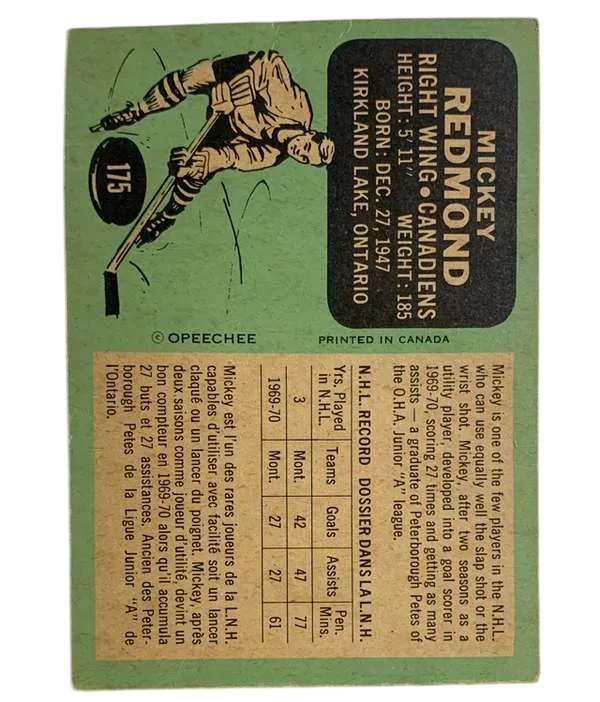 MICKEY
REDMOND
RIGHT WING • CANADIENS
HEIGHT: 5'11" WEIGHT: 185
BORN: DEC. 27, 1947
KIRKLAND LAKE, ONTARIO
175
© OPEECHEE
PRINTED IN CANADA
Mickey is one of the few players in the N.H.L.
who can use equally well the slap shot or the
wrist shot. Mickey, after two seasons as a
utility player, developed into a goal scorer in
1969-70, scoring 27 times and getting as many
assists — a graduate of Peterborough Petes of
the O.H.A. Junior "A" league.
N.H.L. RECORD DOSSIER DANS LA L.N.H.
Yrs. Played in N.H.L. Teams Goals Assists Pen. Mins.
3 Mont. 42 47 77
1969-70 Mont. 27 27 61
Mickey est l'un des rares joueurs de la L.N.H.
capables d'utiliser avec facilité soit un lancer
claqué ou un lancer du poignet. Mickey, après
deux saisons comme joueur d'utilité, devint un
bon compteur en 1969-70 alors qu'il accumula
27 buts et 27 assistances. Ancien des Peter-
borough Petes de la Ligue Junior "A" de
l'Ontario.